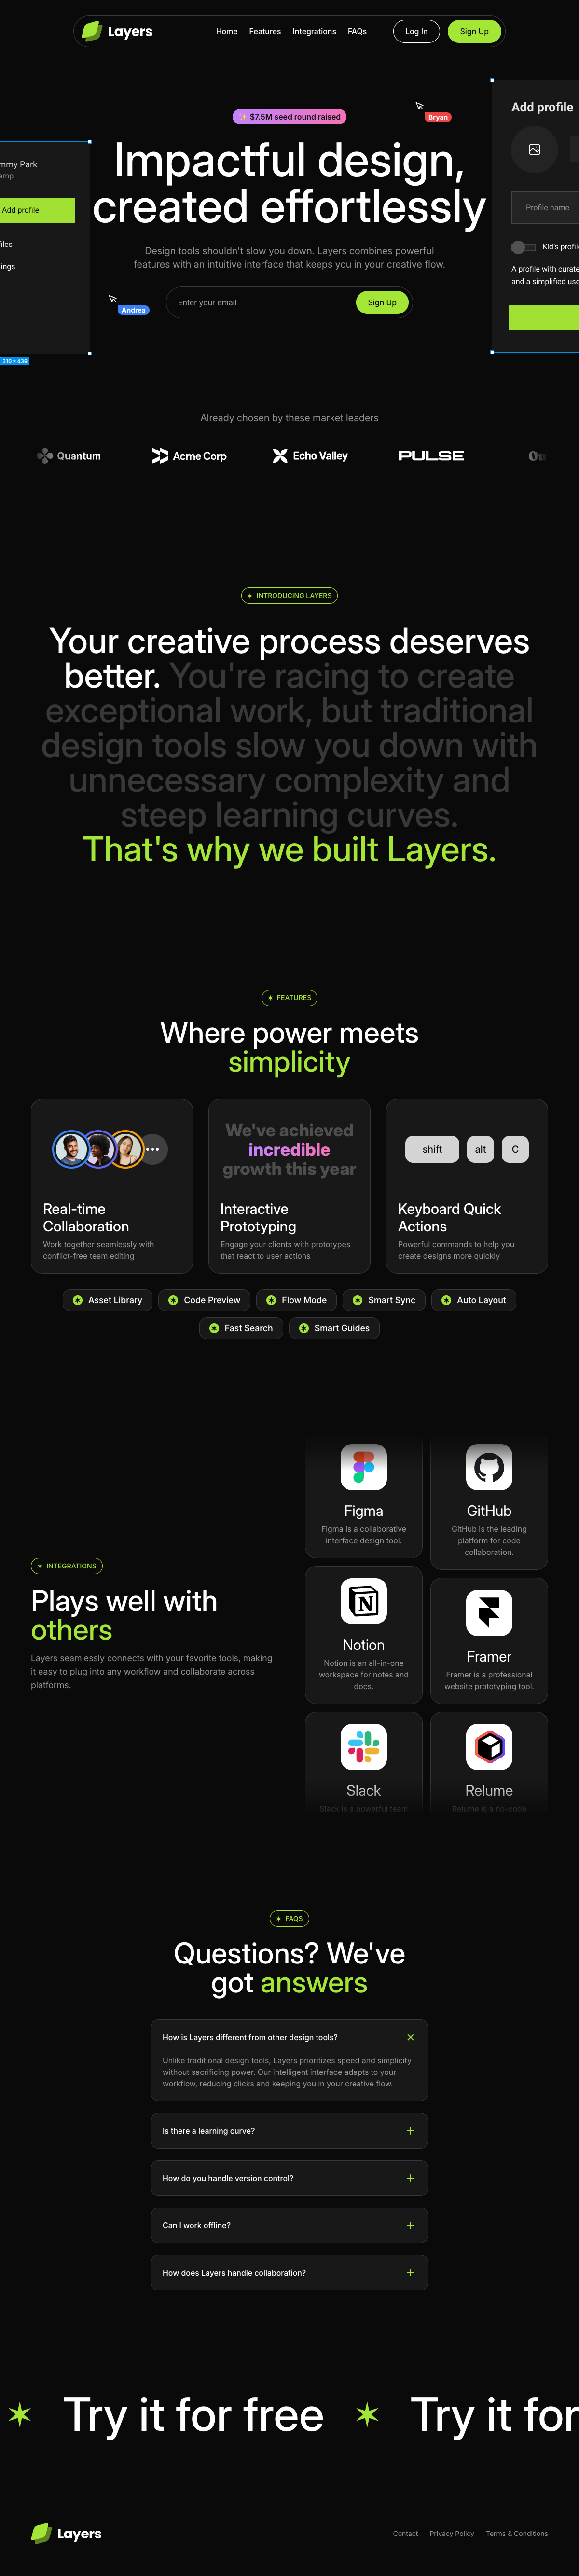 Layers
Home Features Integrations FAQs
Log In
Sign Up
✨ $7.5M seed round raised
Bryan
Impactful design,
created effortlessly
Design tools shouldn't slow you down. Layers combines powerful
features with an intuitive interface that keeps you in your creative flow.
Enter your email
Sign Up
Andrea
mmy Park
Add profile
310 × 439
Add profile
Profile name
Kid's profile
A profile with curate
and a simplified use
Already chosen by these market leaders
Quantum
Acme Corp
Echo Valley
PULSE
INTRODUCING LAYERS
Your creative process deserves
better. You're racing to create
exceptional work, but traditional
design tools slow you down with
unnecessary complexity and
steep learning curves.
That's why we built Layers.
FEATURES
Where power meets
simplicity
Real-time
Collaboration
Work together seamlessly with
conflict-free team editing
We've achieved
incredible
growth this year
Interactive
Prototyping
Engage your clients with prototypes
that react to user actions
shift alt C
Keyboard Quick
Actions
Powerful commands to help you
create designs more quickly
Asset Library
Code Preview
Flow Mode
Smart Sync
Auto Layout
Fast Search
Smart Guides
INTEGRATIONS
Plays well with
others
Layers seamlessly connects with your favorite tools, making
it easy to plug into any workflow and collaborate across
platforms.
Figma
Figma is a collaborative
interface design tool.
Notion
Notion is an all-in-one
workspace for notes and
docs.
Slack
Slack is a powerful team
GitHub
GitHub is the leading
platform for code
collaboration.
Framer
Framer is a professional
website prototyping tool.
Relume
Relume is a no-code
FAQS
Questions? We've
got answers
How is Layers different from other design tools?
Unlike traditional design tools, Layers prioritizes speed and simplicity
without sacrificing power. Our intelligent interface adapts to your
workflow, reducing clicks and keeping you in your creative flow.
Is there a learning curve?
How do you handle version control?
Can I work offline?
How does Layers handle collaboration?
Try it for free
Try it for
Layers
Contact Privacy Policy Terms & Conditions